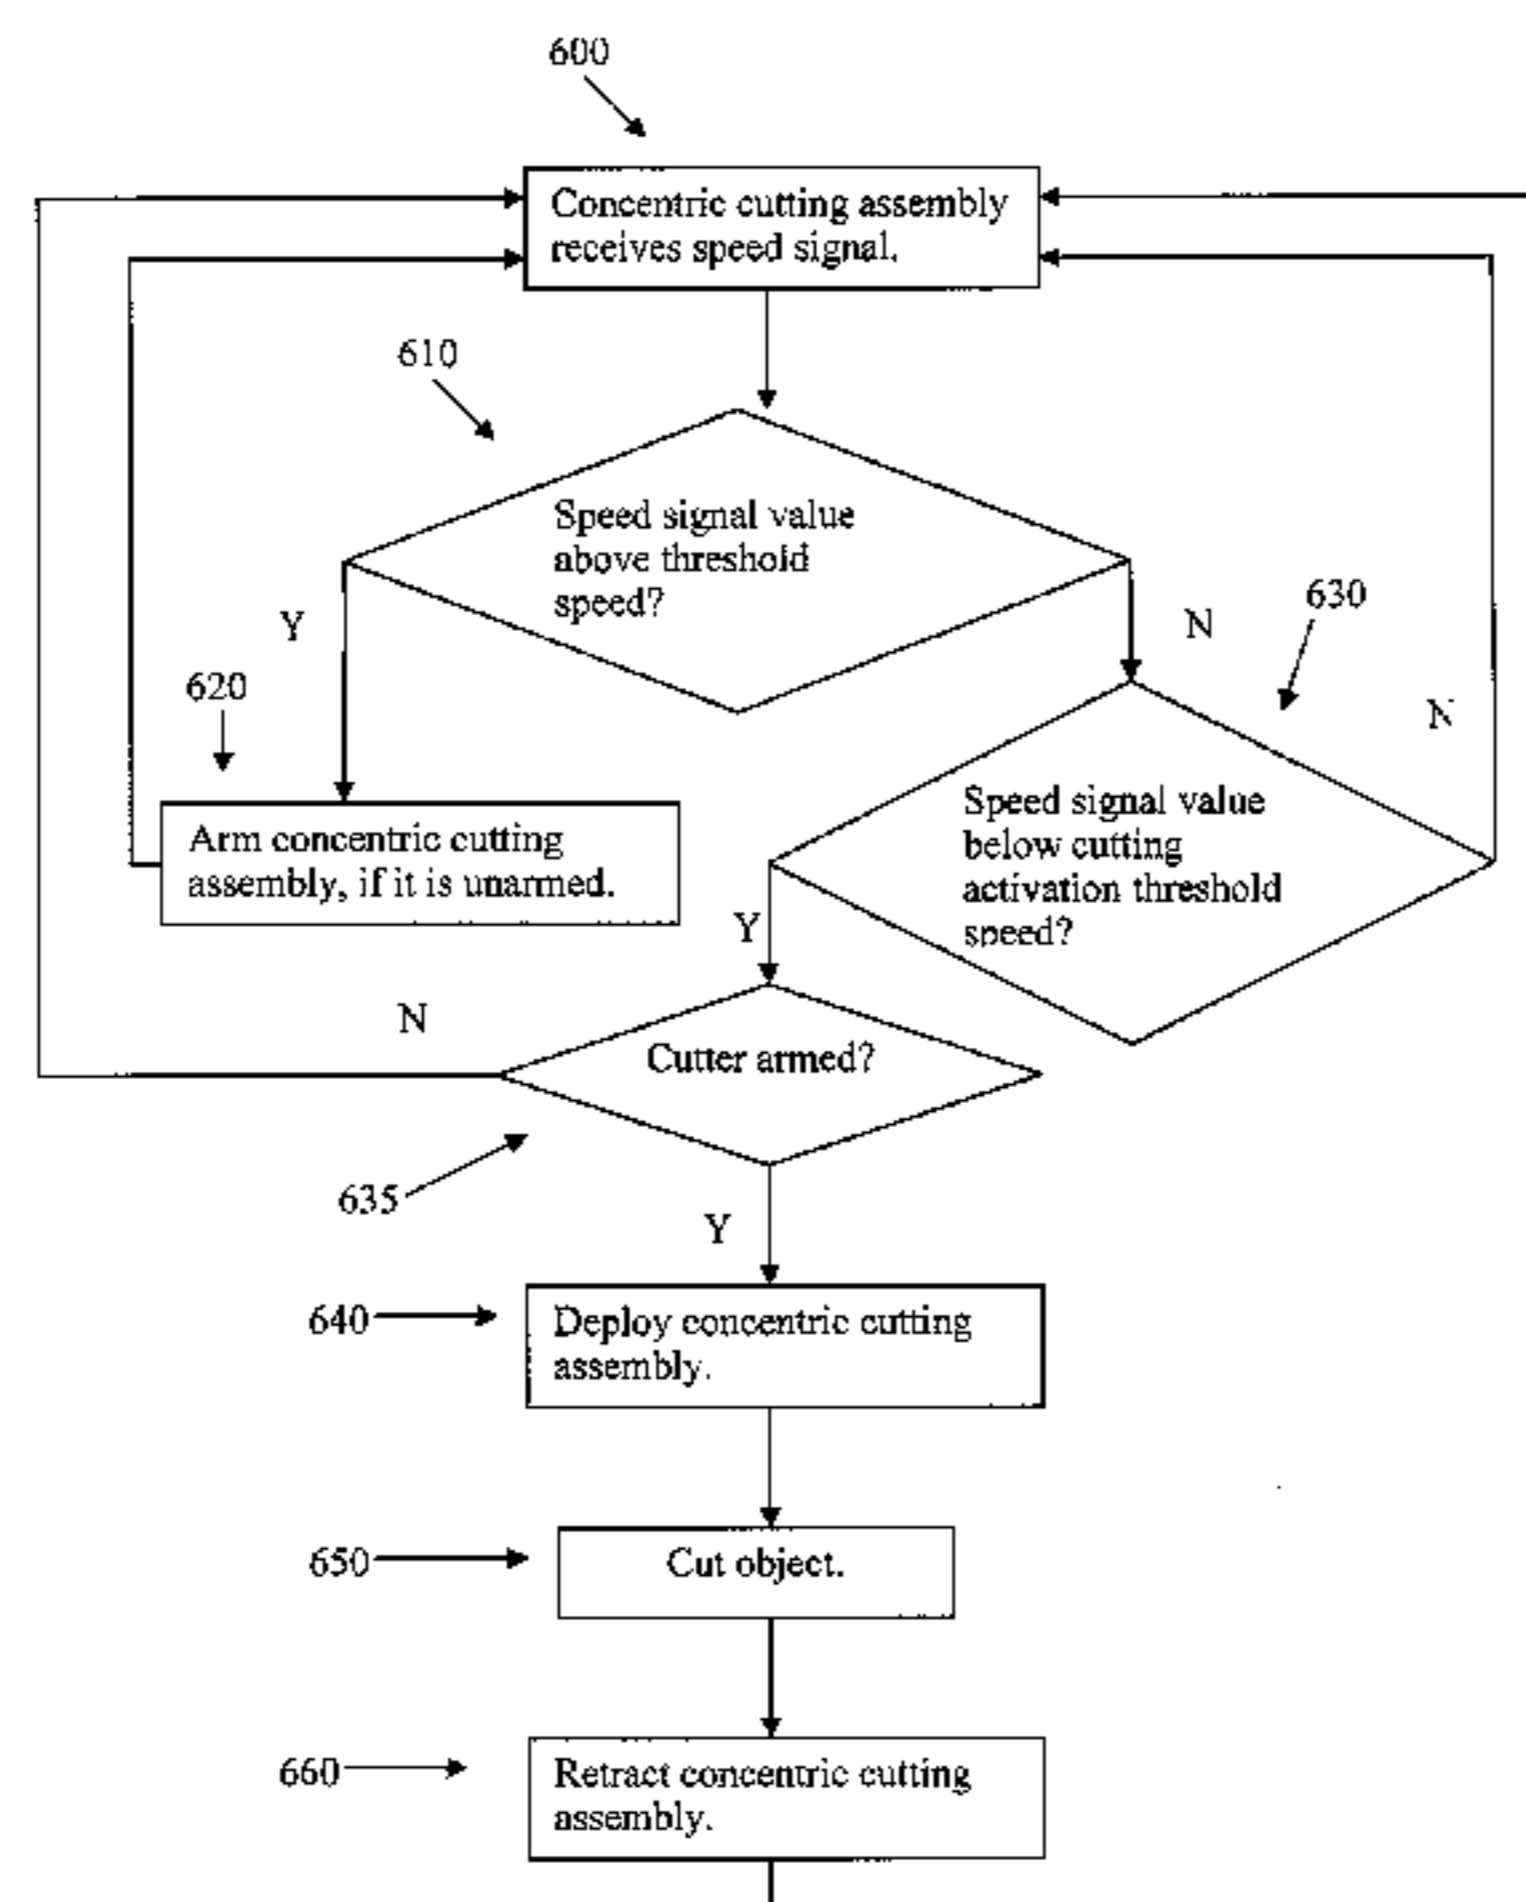 600
Concentric cutting assembly
receives speed signal.
610
Speed signal value
above threshold
speed?
Y
N
630
620
N
Arm concentric cutting
assembly, if it is unarmed.
Speed signal value
below cutting
activation threshold
speed?
Y
N
Cutter armed?
635
Y
640
Deploy concentric cutting
assembly.
650
Cut object.
660
Retract concentric cutting
assembly.